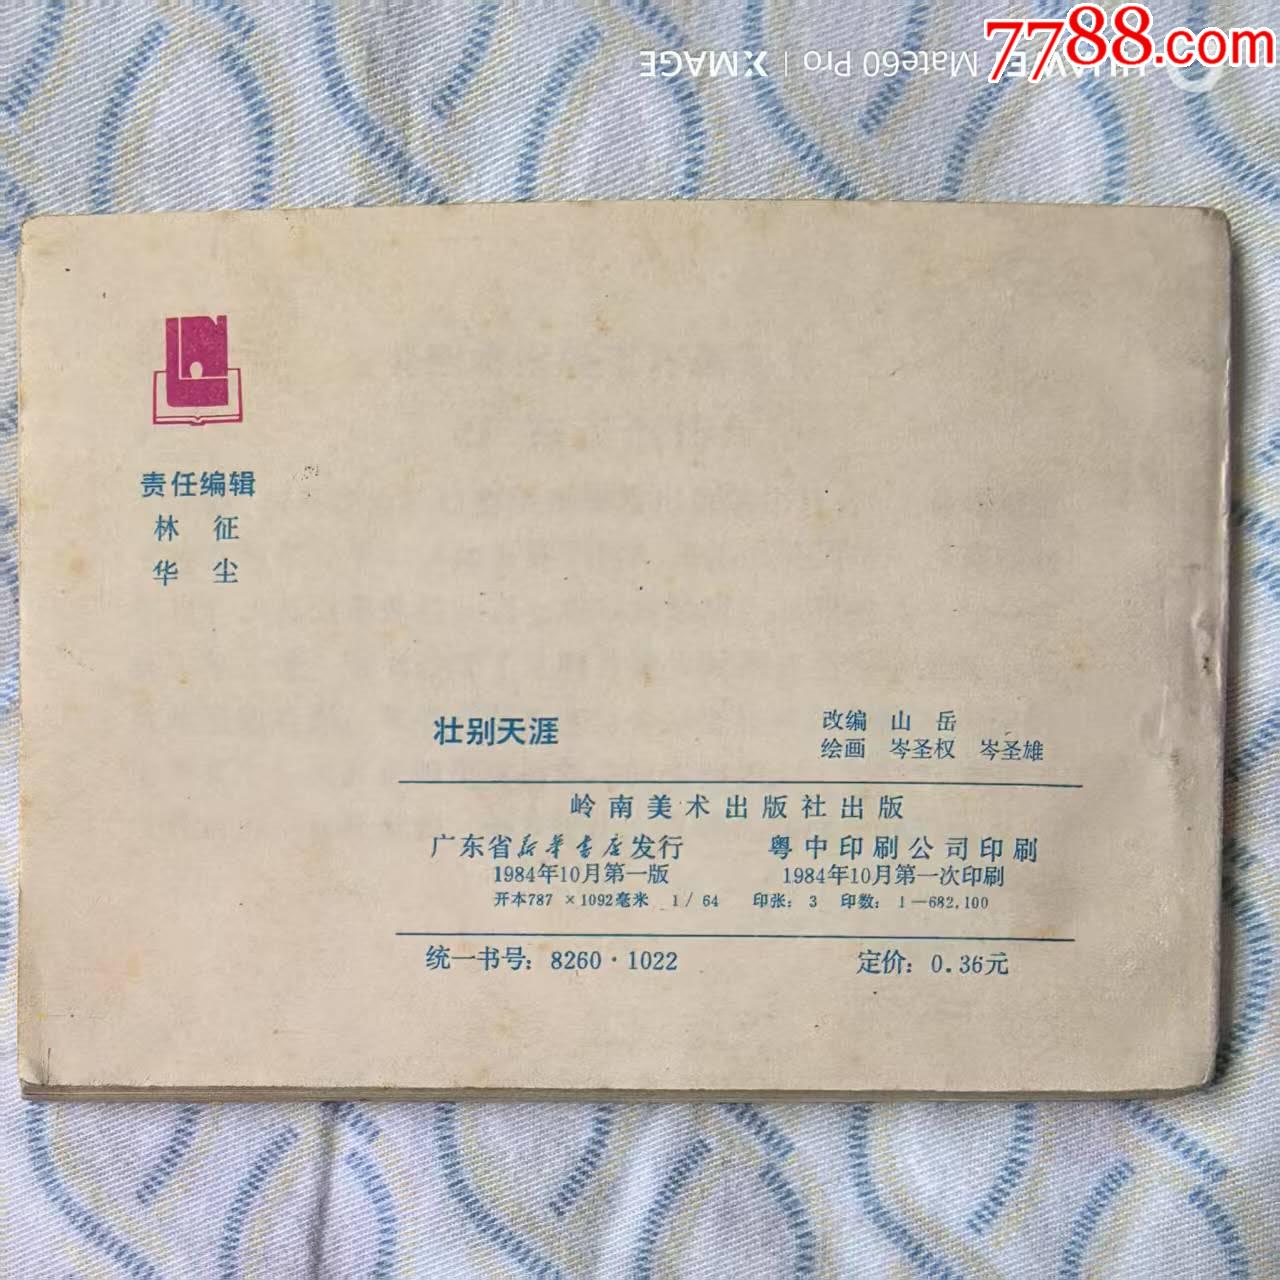 7788.com
HUAWEI Mate60 Pro | XMAGE
责任编辑
林 征
华 尘
壮别天涯
改编 山 岳
绘画 岑圣权 岑圣雄
岭南美术出版社出版
广东省新华书店发行 粤中印刷公司印刷
1984年10月第一版 1984年10月第一次印刷
开本787×1092毫米 1/64 印张：3 印数：1—682,100
统一书号：8260·1022 定价：0.36元